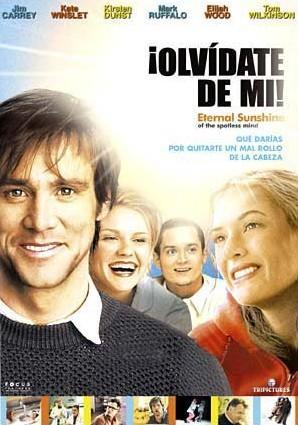 Jim Kate Kirsten Mark Elijah Tom
CARREY WINSLET DUNST RUFFALO WOOD WILKINSON
¡OLVÍDATE
DE MI!
Eternal Sunshine
of the spotless mind
QUÉ DARÍAS
POR QUITARTE UN MAL ROLLO
DE LA CABEZA
FOCUS
TRIPICTURES